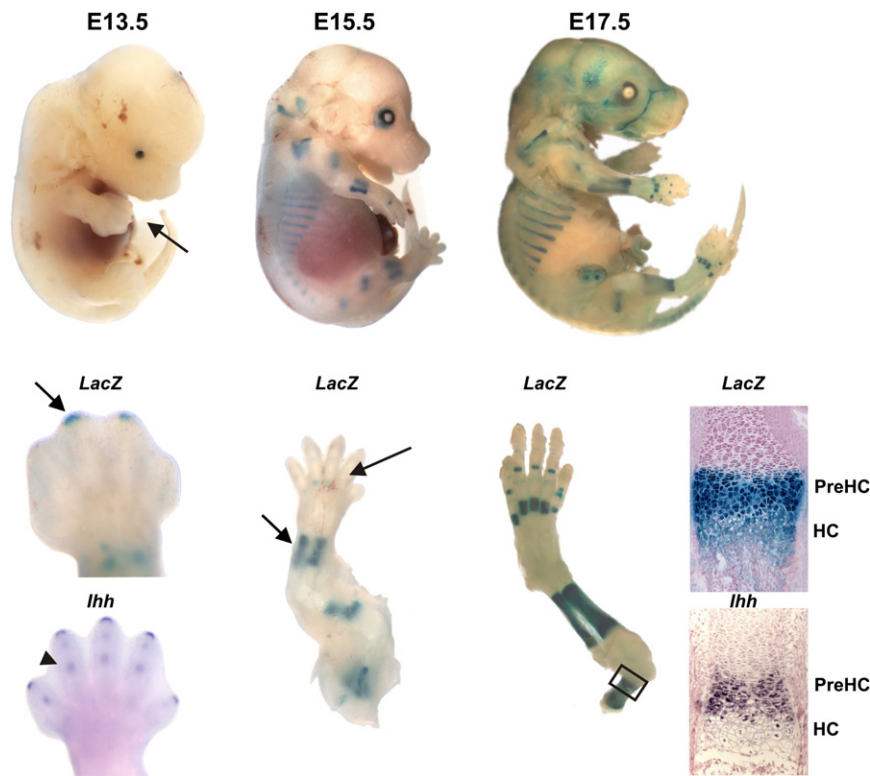 E13.5 E15.5 E17.5
LacZ LacZ LacZ LacZ
PreHC
HC
Ihh Ihh
PreHC
HC